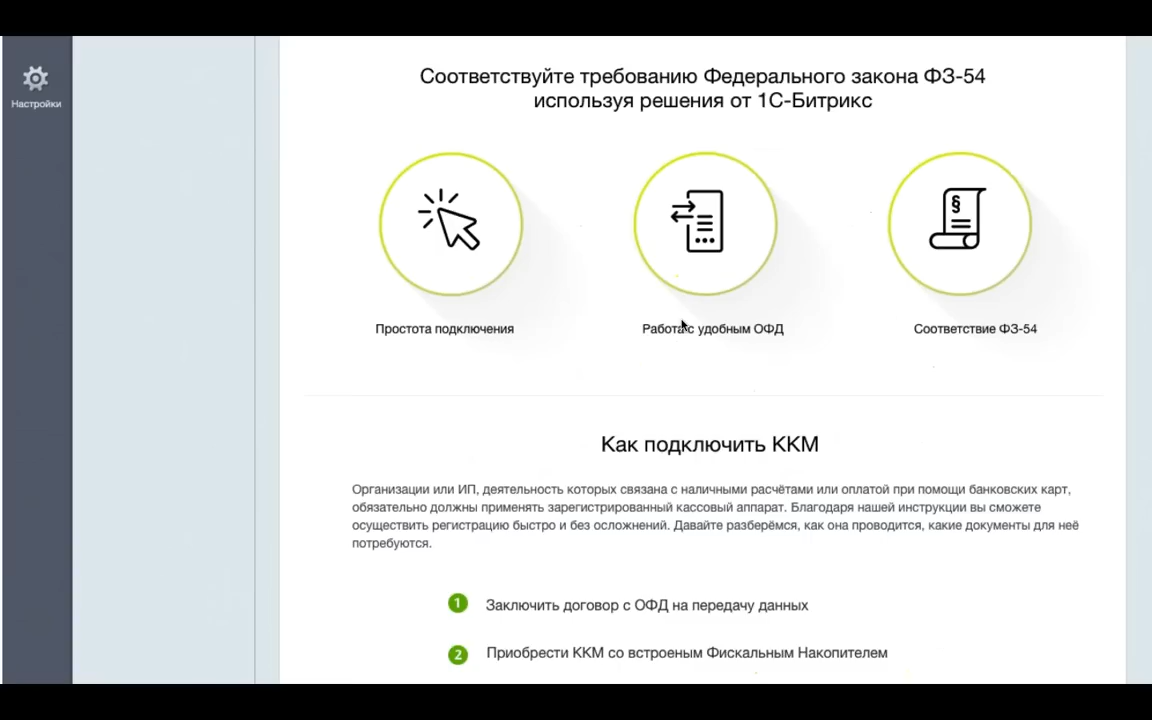 Настройки
Соответствуйте требованию Федерального закона ФЗ-54
используя решения от 1С-Битрикс
§
Простота подключения
Работа с удобным ОФД
Соответствие ФЗ-54
Как подключить ККМ
Организации или ИП, деятельность которых связана с наличными расчётами или оплатой при помощи банковских карт,
обязательно должны применять зарегистрированный кассовый аппарат. Благодаря нашей инструкции вы сможете
осуществить регистрацию быстро и без осложнений. Давайте разберёмся, как она проводится, какие документы для неё
потребуются.
1 Заключить договор с ОФД на передачу данных
2 Приобрести ККМ со встроеным Фискальным Накопителем